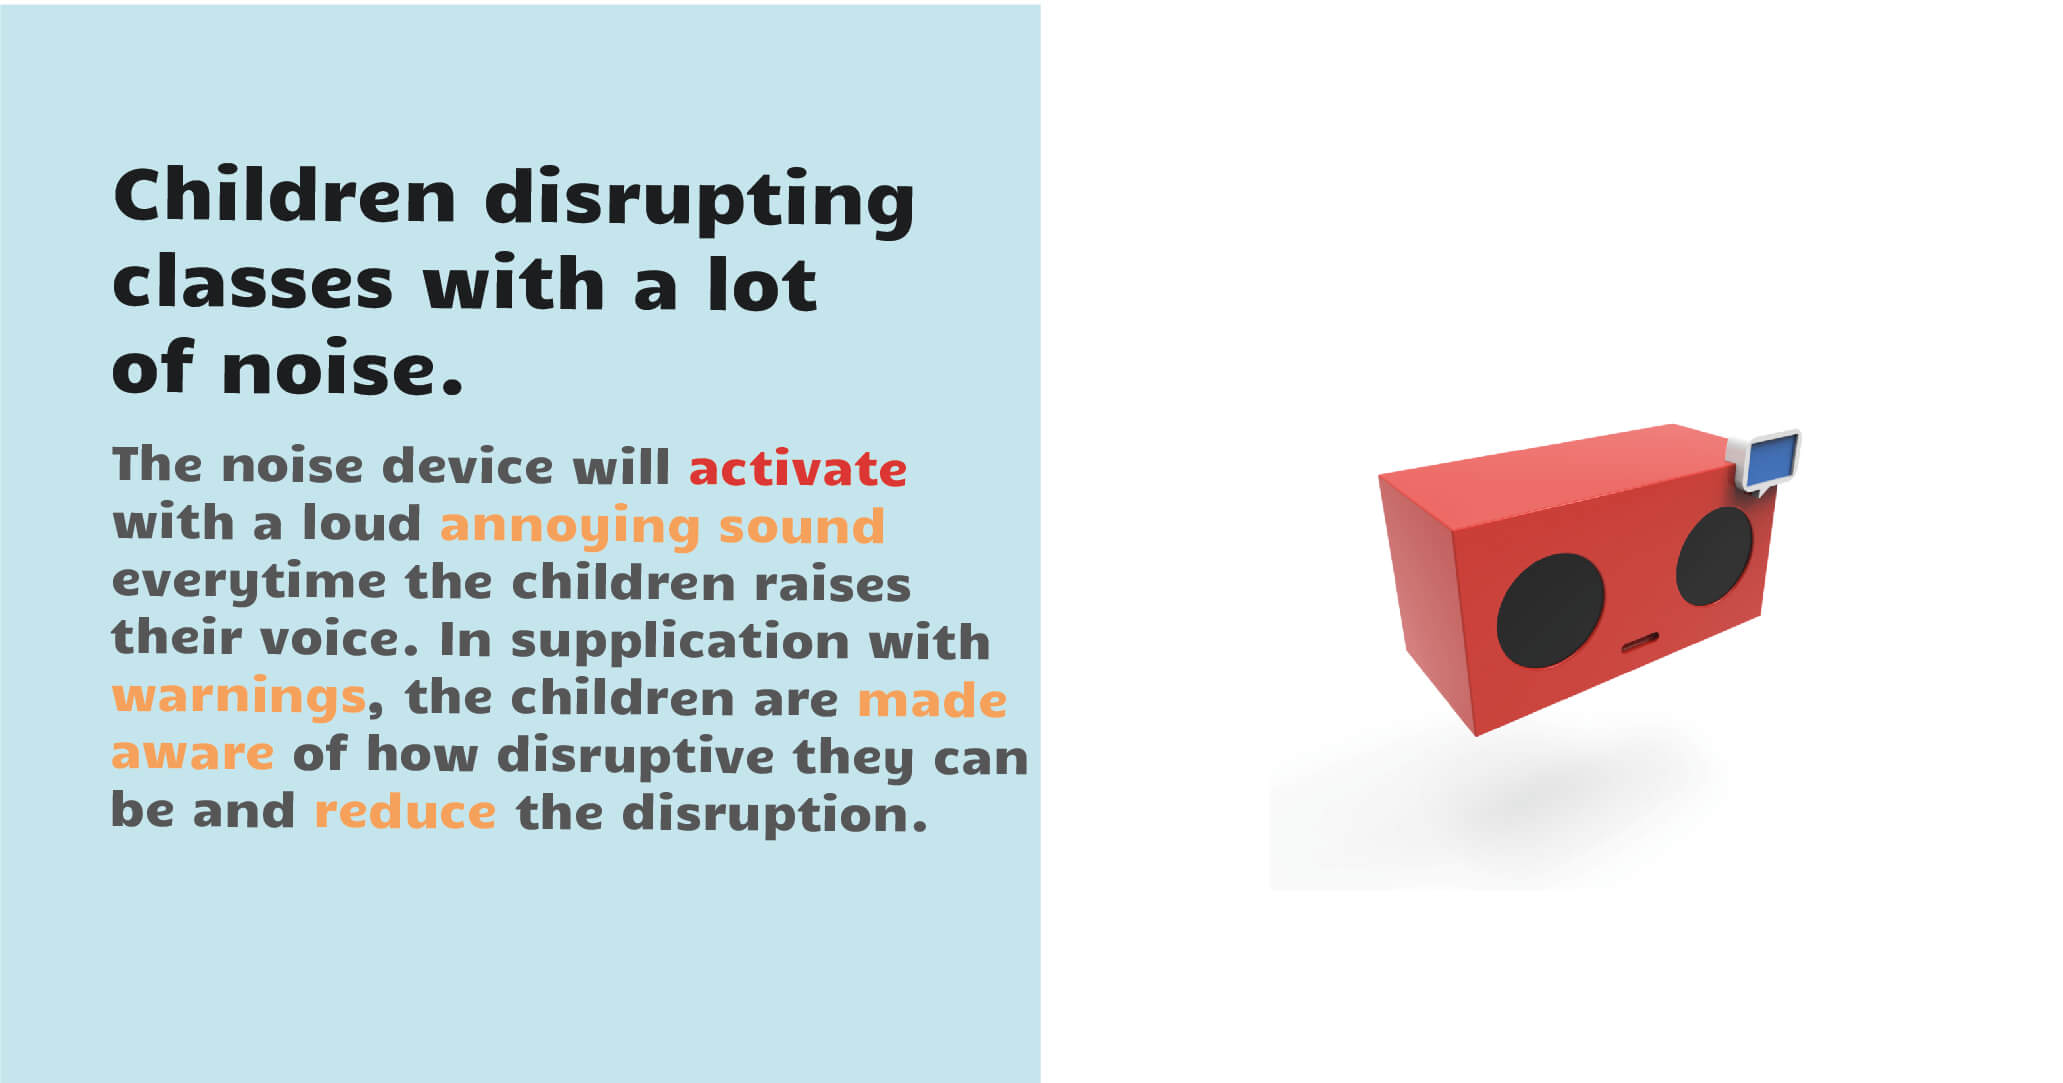 Children disrupting
classes with a lot
of noise.
The noise device will activate
with a loud annoying sound
everytime the children raises
their voice. In supplication with
warnings, the children are made
aware of how disruptive they can
be and reduce the disruption.